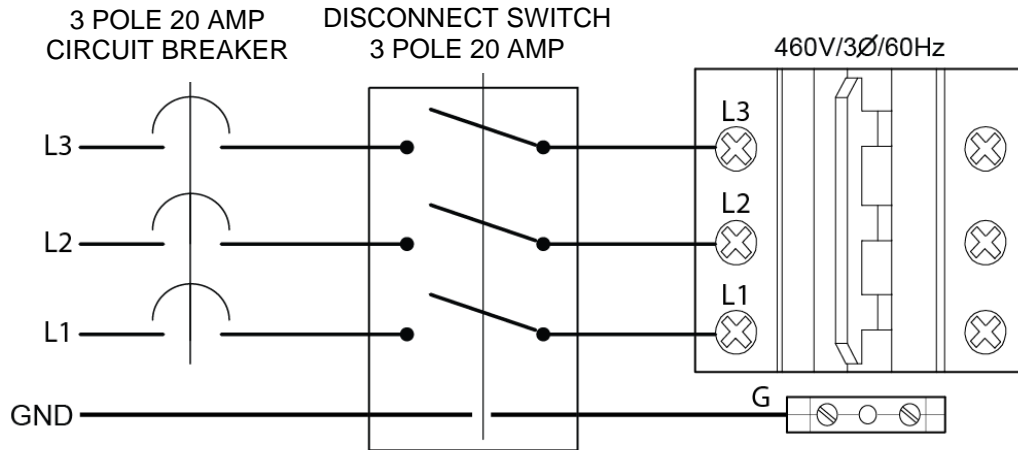 3 POLE 20 AMP
CIRCUIT BREAKER
DISCONNECT SWITCH
3 POLE 20 AMP
460V/3Ø/60Hz
L3
L3
L2
L2
L1
L1
GND
G